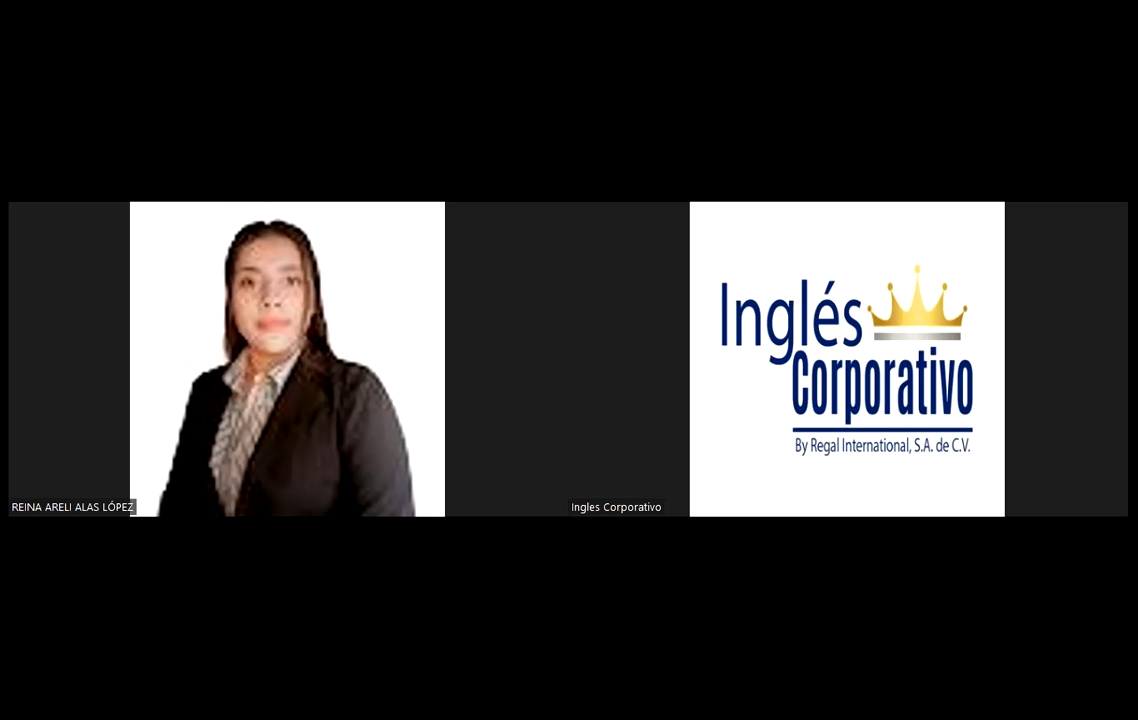 Inglés
Corporativo
By Regal International, S.A. de C.V.
REINA ARELI ALAS LÓPEZ
Ingles Corporativo